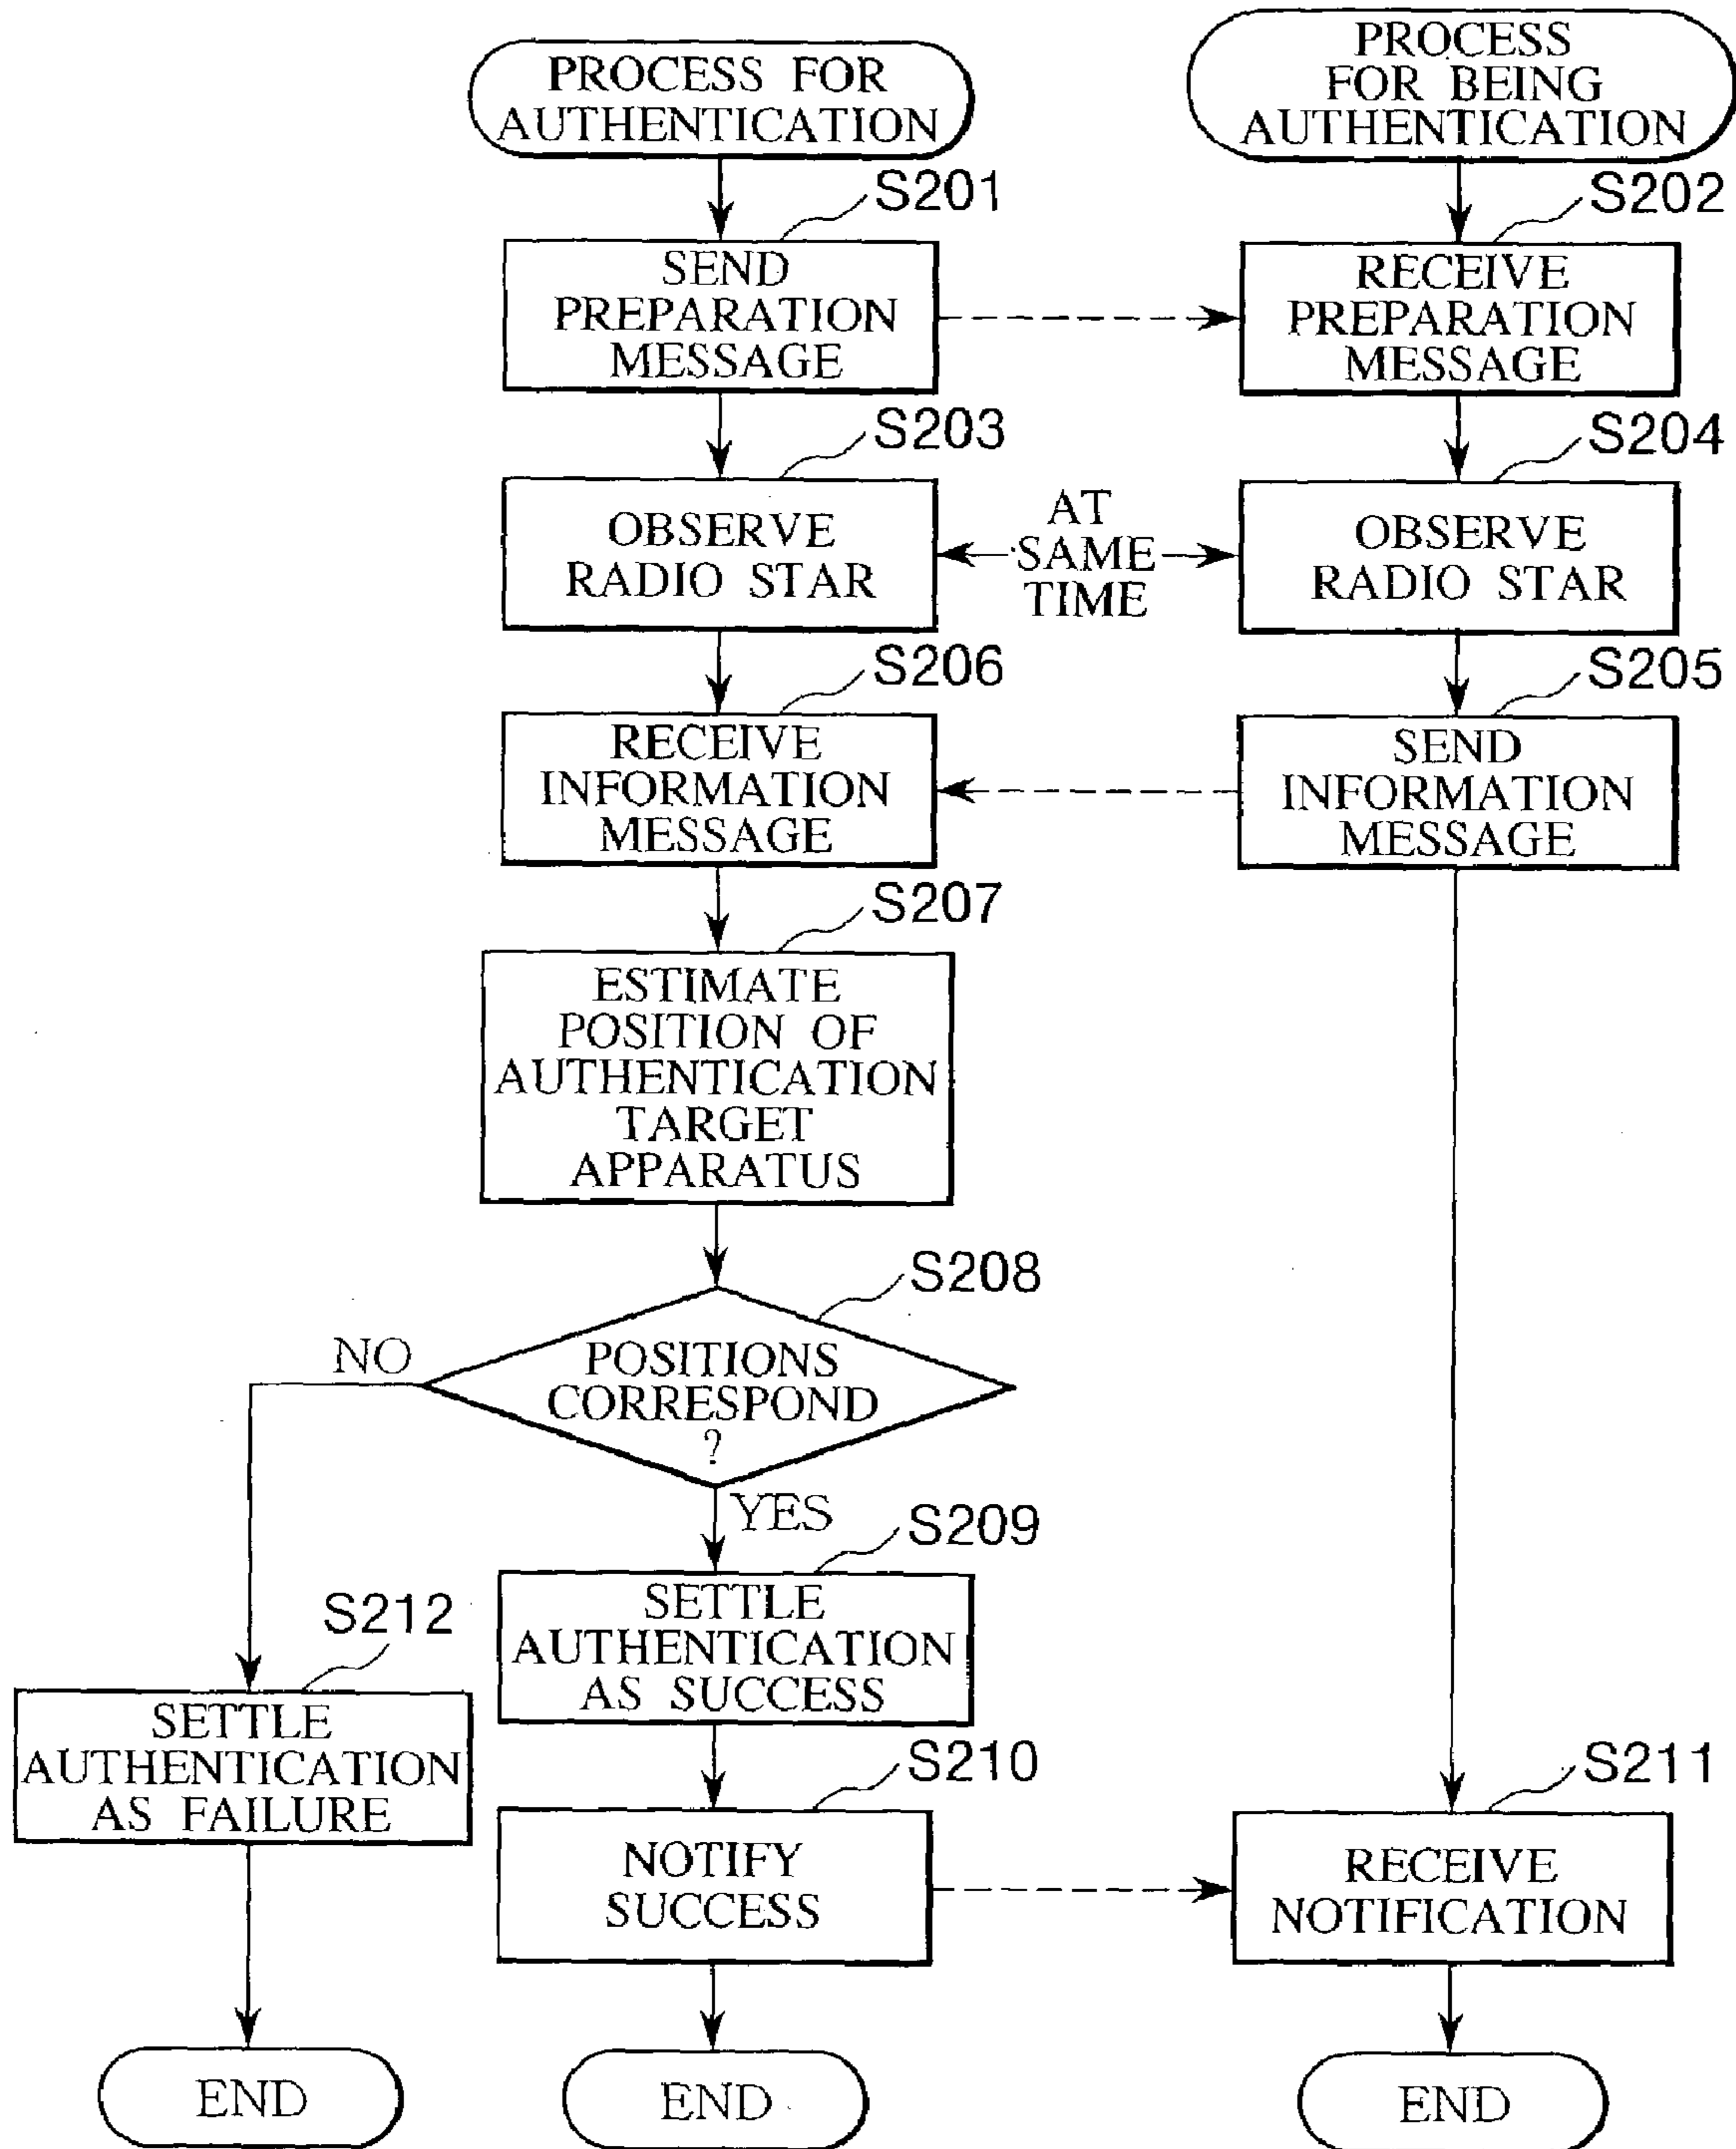 PROCESS FOR
AUTHENTICATION
PROCESS
FOR BEING
AUTHENTICATION
S201
SEND
PREPARATION
MESSAGE
S202
RECEIVE
PREPARATION
MESSAGE
S203
OBSERVE
RADIO STAR
AT
SAME
TIME
S204
OBSERVE
RADIO STAR
S206
RECEIVE
INFORMATION
MESSAGE
S205
SEND
INFORMATION
MESSAGE
S207
ESTIMATE
POSITION OF
AUTHENTICATION
TARGET
APPARATUS
S208
POSITIONS
CORRESPOND
?
NO
YES
S209
SETTLE
AUTHENTICATION
AS SUCCESS
S212
SETTLE
AUTHENTICATION
AS FAILURE
S210
NOTIFY
SUCCESS
S211
RECEIVE
NOTIFICATION
END
END
END